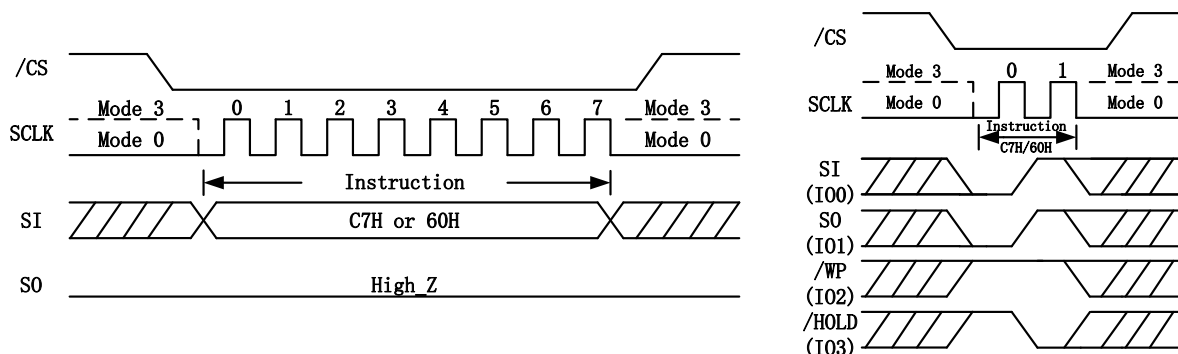 /CS
Mode 3 0 1 2 3 4 5 6 7 Mode 3
SCLK
Mode 0 Mode 0
Instruction
SI C7H or 60H
SO High_Z
/CS
Mode 3 0 1 Mode 3
SCLK
Mode 0 Mode 0
Instruction
C7H/60H
SI
(IO0)
SO
(IO1)
/WP
(IO2)
/HOLD
(IO3)